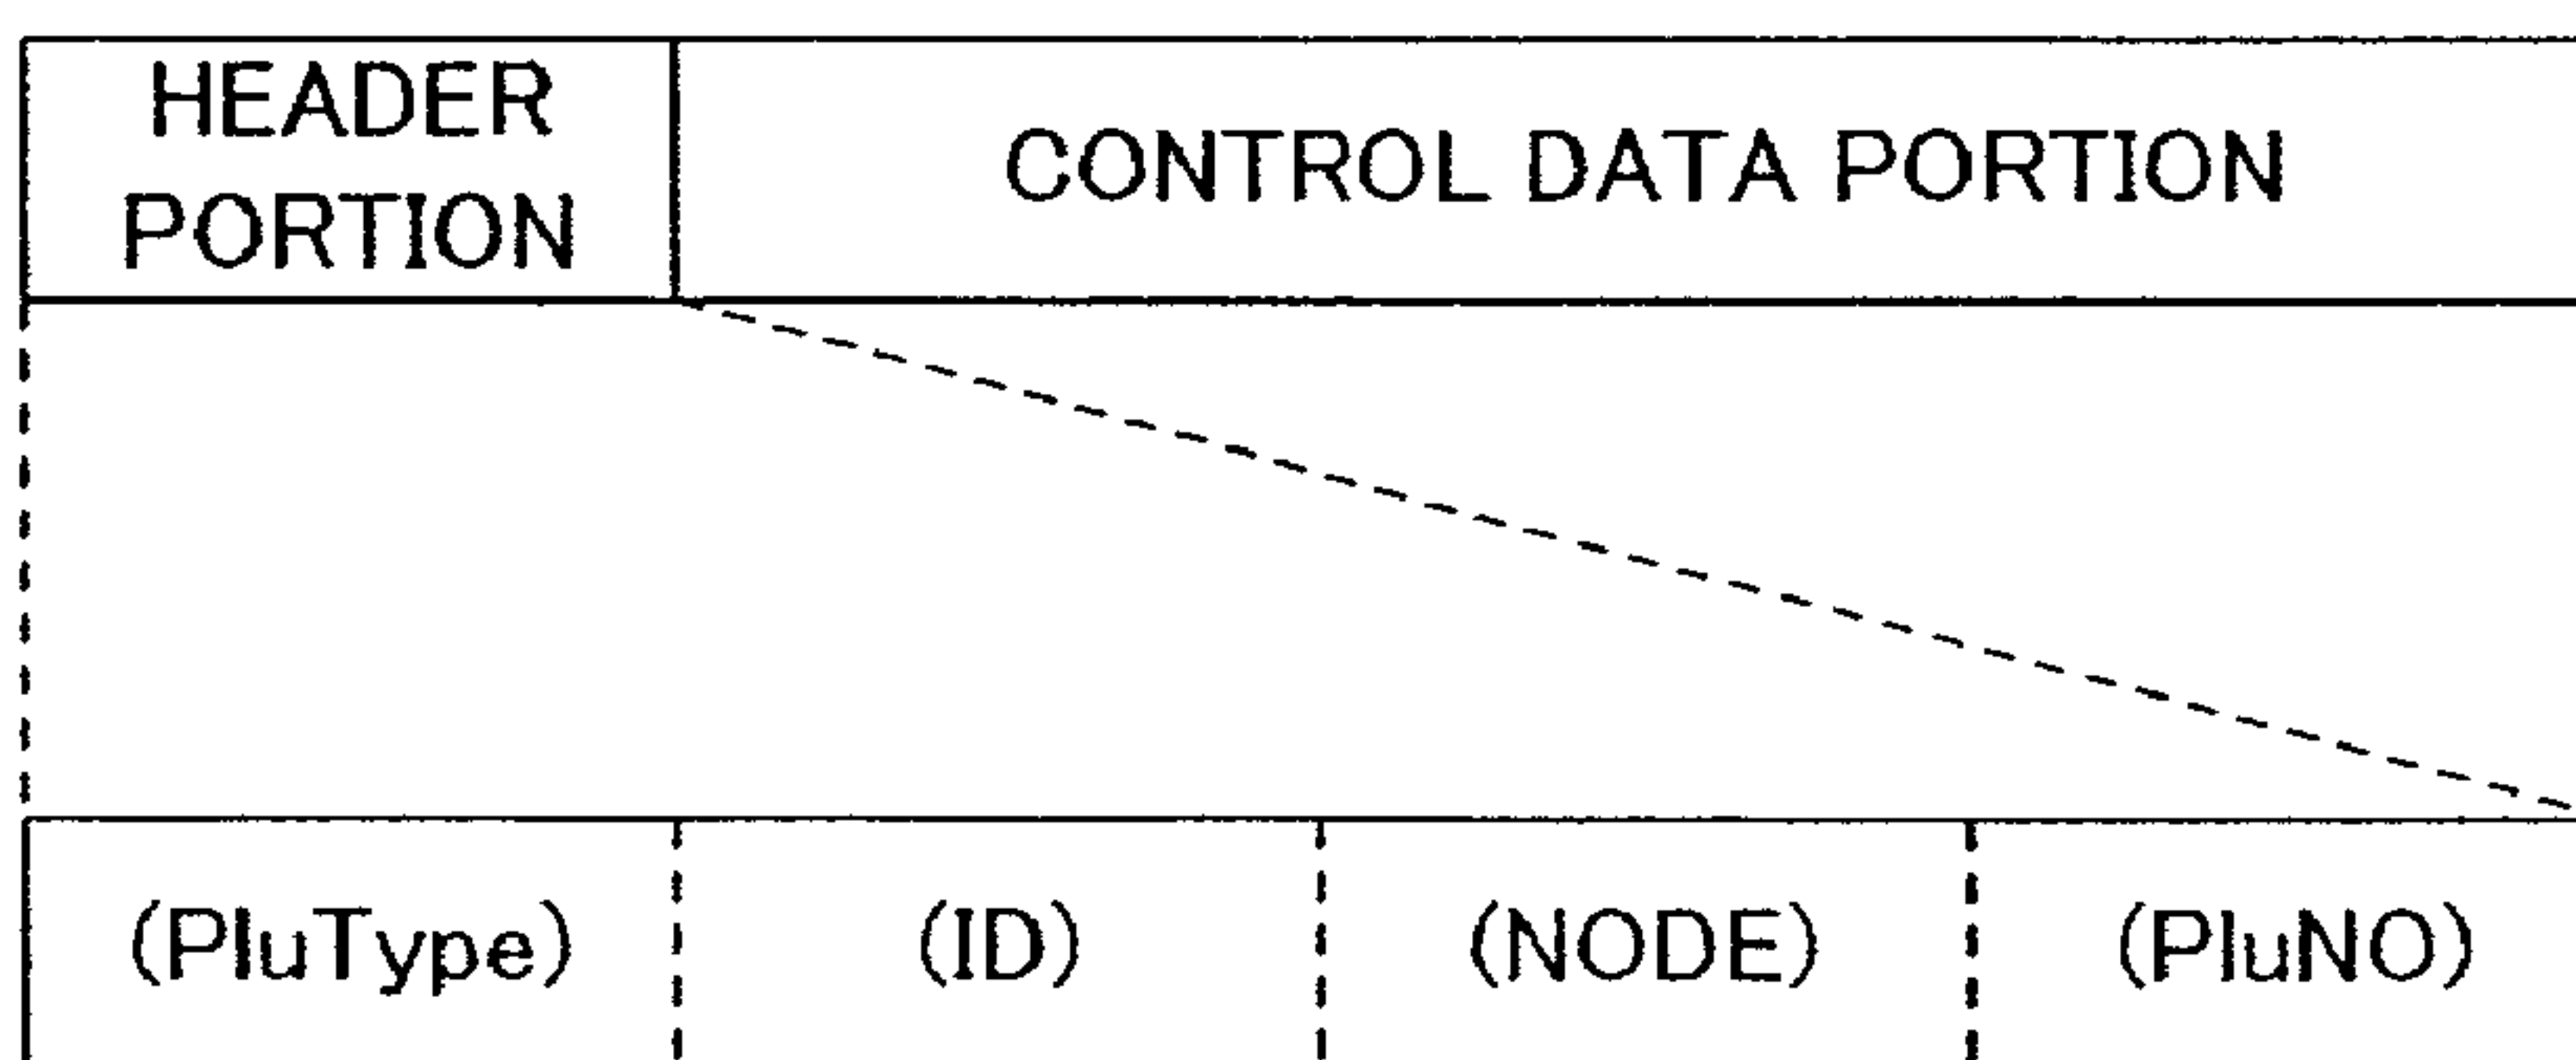 HEADER
PORTION
CONTROL DATA PORTION
(PluType)
(ID)
(NODE)
(PluNO)